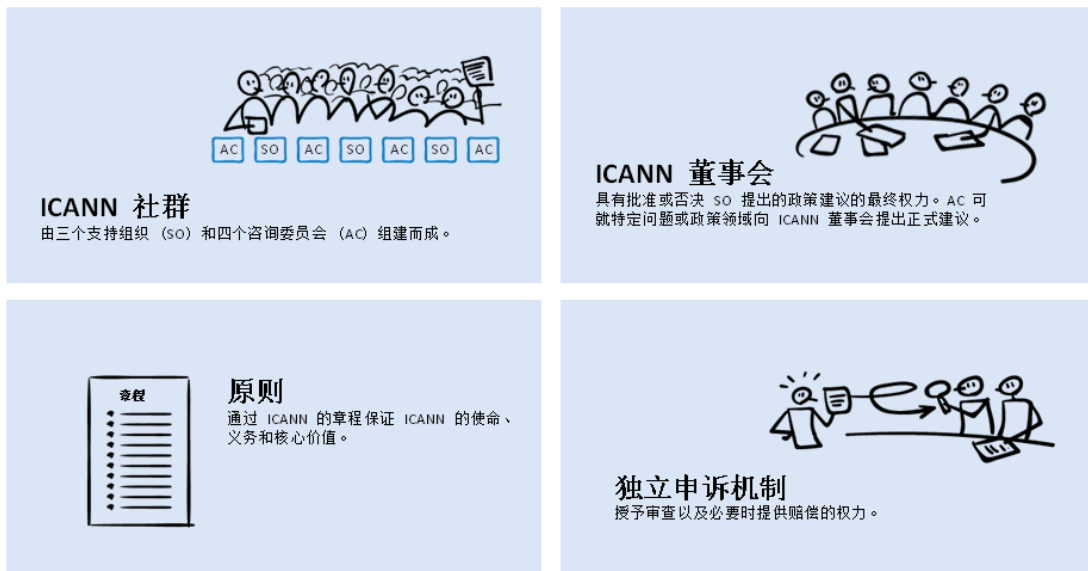 AC SO AC SO AC SO AC
ICANN 社群
由三个支持组织 (SO) 和四个咨询委员会 (AC) 组建而成。
ICANN 董事会
具有批准或否决 SO 提出的政策建议的最终权力。AC 可
就特定问题或政策领域向 ICANN 董事会提出正式建议。
章程
原则
通过 ICANN 的章程保证 ICANN 的使命、
义务和核心价值。
独立申诉机制
授予审查以及必要时提供赔偿的权力。